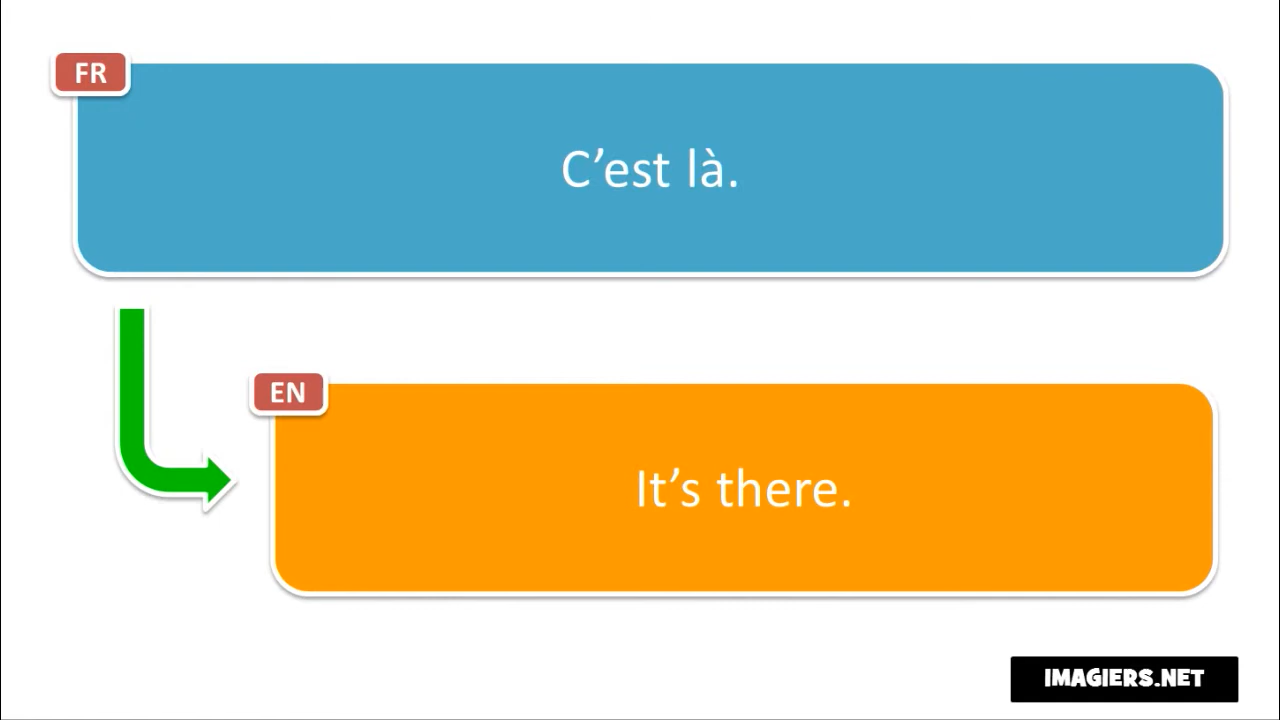 FR
C’est là.
EN
It’s there.
IMAGIERS.NET